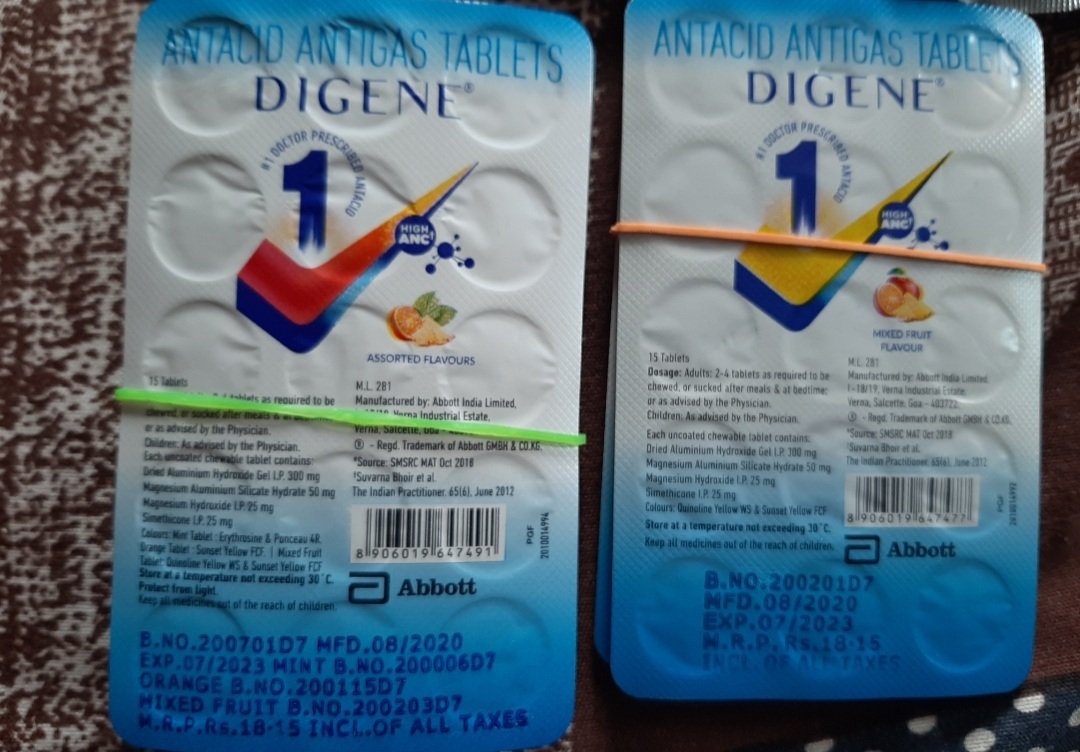 ANTACID ANTIGAS TABLETS
DIGENE®
#1 DOCTOR PRESCRIBED ANTACID
1
HIGH
ANC†
ASSORTED FLAVOURS
15 Tablets
tablets as required to be
chewed, or sucked after meals & at
or as advised by the Physician.
Children: As advised by the Physician.
Each uncoated chewable tablet contains:
Dried Aluminium Hydroxide Gel I.P. 300 mg
Magnesium Aluminium Silicate Hydrate 50 mg
Magnesium Hydroxide I.P. 25 mg
Simethicone I.P. 25 mg
Colours: Mint Tablet : Erythrosine & Ponceau 4R
Orange Tablet : Sunset Yellow FCF. | Mixed Fruit
Tablet: Quinoline Yellow WS & Sunset Yellow FCF
Store at a temperature not exceeding 30°C.
Protect from light.
Keep all medicines out of the reach of children.
M.L. 281
Manufactured by: Abbott India Limited,
Verna Industrial Estate,
Verna, Salcette, Goa -
® - Regd. Trademark of Abbott GMBH & CO.KG.
#Source: SMSRC MAT Oct 2018
†Suvarna Bhoir et al.
The Indian Practitioner. 65(6), June 2012
8 906019 647491
PGF
2010014994
Abbott
B.NO.200701D7 MFD.08/2020
EXP.07/2023 MINT B.NO.200006D7
ORANGE B.NO.200115D7
MIXED FRUIT B.NO.200203D7
M.R.P.Rs.18·15 INCL.OF ALL TAXES
ANTACID ANTIGAS TABLETS
DIGENE®
#1 DOCTOR PRESCRIBED ANTACID
1
HIGH
ANC†
MIXED FRUIT
FLAVOUR
15 Tablets
Dosage: Adults: 2-4 tablets as required to be
chewed, or sucked after meals & at bedtime;
or as advised by the Physician.
Children: As advised by the Physician.
Each uncoated chewable tablet contains:
Dried Aluminium Hydroxide Gel I.P. 300 mg
Magnesium Aluminium Silicate Hydrate 50 mg
Magnesium Hydroxide I.P. 25 mg
Simethicone I.P. 25 mg
Colours: Quinoline Yellow WS & Sunset Yellow FCF
Store at a temperature not exceeding 30°C.
Keep all medicines out of the reach of children.
M.L. 281
Manufactured by: Abbott India Limited,
L-18/19, Verna Industrial Estate,
Verna, Salcette, Goa - 403722
® - Regd. Trademark of Abbott GMBH & CO.KG.
#Source: SMSRC MAT Oct 2018
†Suvarna Bhoir et al.
The Indian Practitioner. 65(6), June 2012
8 906019 647477
PGF
2010014992
Abbott
B.NO.200201D7
MFD.08/2020
EXP.07/2023
M.R.P.Rs.18·15
INCL.OF ALL TAXES